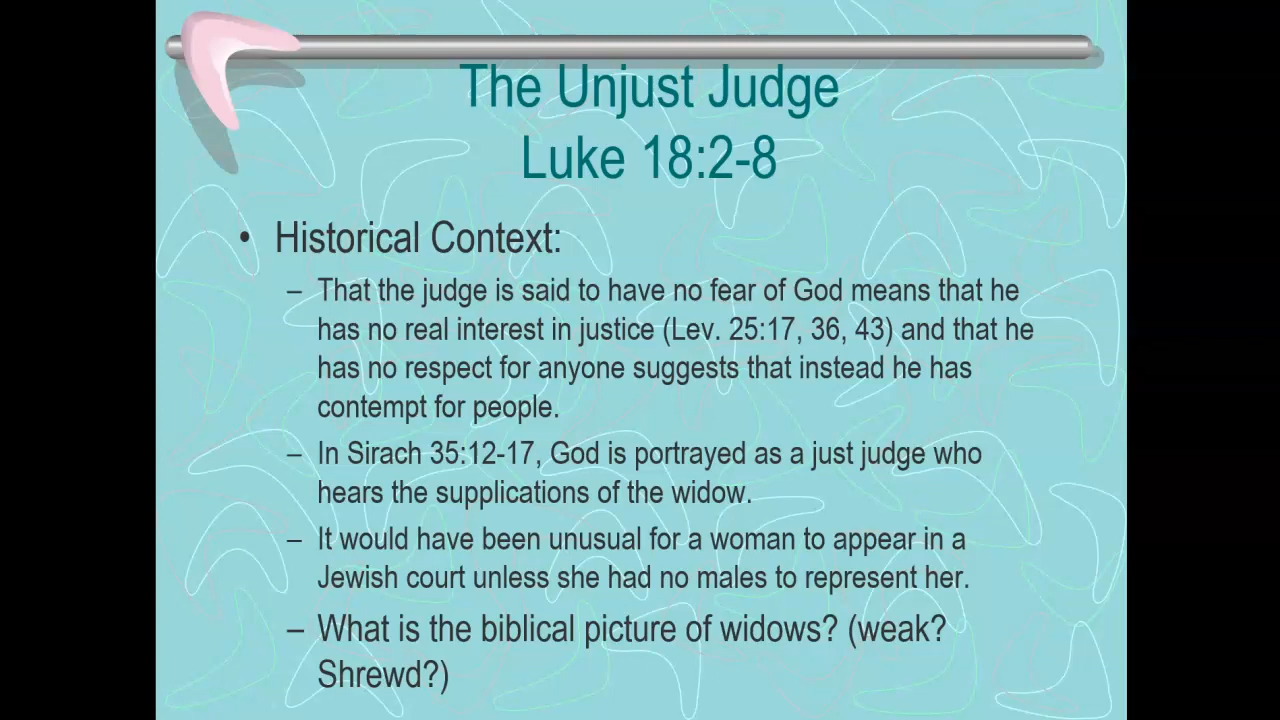 The Unjust Judge
Luke 18:2-8
• Historical Context:
– That the judge is said to have no fear of God means that he
has no real interest in justice (Lev. 25:17, 36, 43) and that he
has no respect for anyone suggests that instead he has
contempt for people.
– In Sirach 35:12-17, God is portrayed as a just judge who
hears the supplications of the widow.
– It would have been unusual for a woman to appear in a
Jewish court unless she had no males to represent her.
– What is the biblical picture of widows? (weak?
Shrewd?)